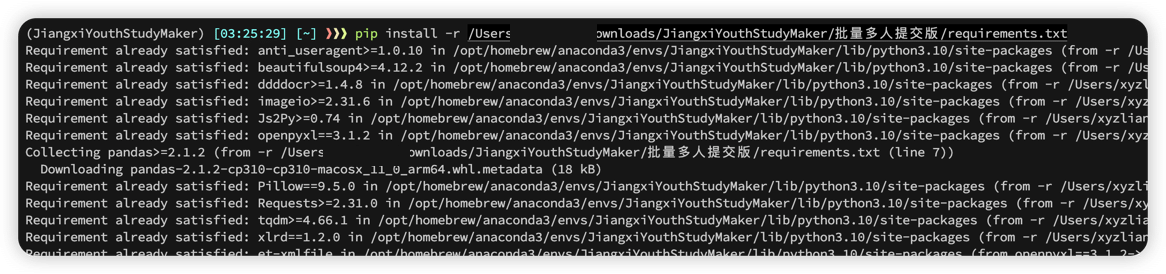 (JiangxiYouthStudyMaker) [03:25:29] [~] ❯❯❯ pip install -r /Users ownloads/JiangxiYouthStudyMaker/批量多人提交版/requirements.txt
Requirement already satisfied: anti_useragent>=1.0.10 in /opt/homebrew/anaconda3/envs/JiangxiYouthStudyMaker/lib/python3.10/site-packages (from -r /Us
Requirement already satisfied: beautifulsoup4>=4.12.2 in /opt/homebrew/anaconda3/envs/JiangxiYouthStudyMaker/lib/python3.10/site-packages (from -r /Us
Requirement already satisfied: ddddocr>=1.4.8 in /opt/homebrew/anaconda3/envs/JiangxiYouthStudyMaker/lib/python3.10/site-packages (from -r /Users/xyzl
Requirement already satisfied: imageio>=2.31.6 in /opt/homebrew/anaconda3/envs/JiangxiYouthStudyMaker/lib/python3.10/site-packages (from -r /Users/xyz
Requirement already satisfied: Js2Py>=0.74 in /opt/homebrew/anaconda3/envs/JiangxiYouthStudyMaker/lib/python3.10/site-packages (from -r /Users/xyzlian
Requirement already satisfied: openpyxl==3.1.2 in /opt/homebrew/anaconda3/envs/JiangxiYouthStudyMaker/lib/python3.10/site-packages (from -r /Users/xyz
Collecting pandas>=2.1.2 (from -r /Users ownloads/JiangxiYouthStudyMaker/批量多人提交版/requirements.txt (line 7))
Downloading pandas-2.1.2-cp310-cp310-macosx_11_0_arm64.whl.metadata (18 kB)
Requirement already satisfied: Pillow==9.5.0 in /opt/homebrew/anaconda3/envs/JiangxiYouthStudyMaker/lib/python3.10/site-packages (from -r /Users/xyzli
Requirement already satisfied: Requests>=2.31.0 in /opt/homebrew/anaconda3/envs/JiangxiYouthStudyMaker/lib/python3.10/site-packages (from -r /Users/xy
Requirement already satisfied: tqdm>=4.66.1 in /opt/homebrew/anaconda3/envs/JiangxiYouthStudyMaker/lib/python3.10/site-packages (from -r /Users/xyzlian
Requirement already satisfied: xlrd==1.2.0 in /opt/homebrew/anaconda3/envs/JiangxiYouthStudyMaker/lib/python3.10/site-packages (from -r /Users/xyzlian
Requirement already satisfied: et-xmlfile in /opt/homebrew/anaconda3/envs/JiangxiYouthStudyMaker/lib/python3.10/site-packages (from openpyxl==3.1.2->